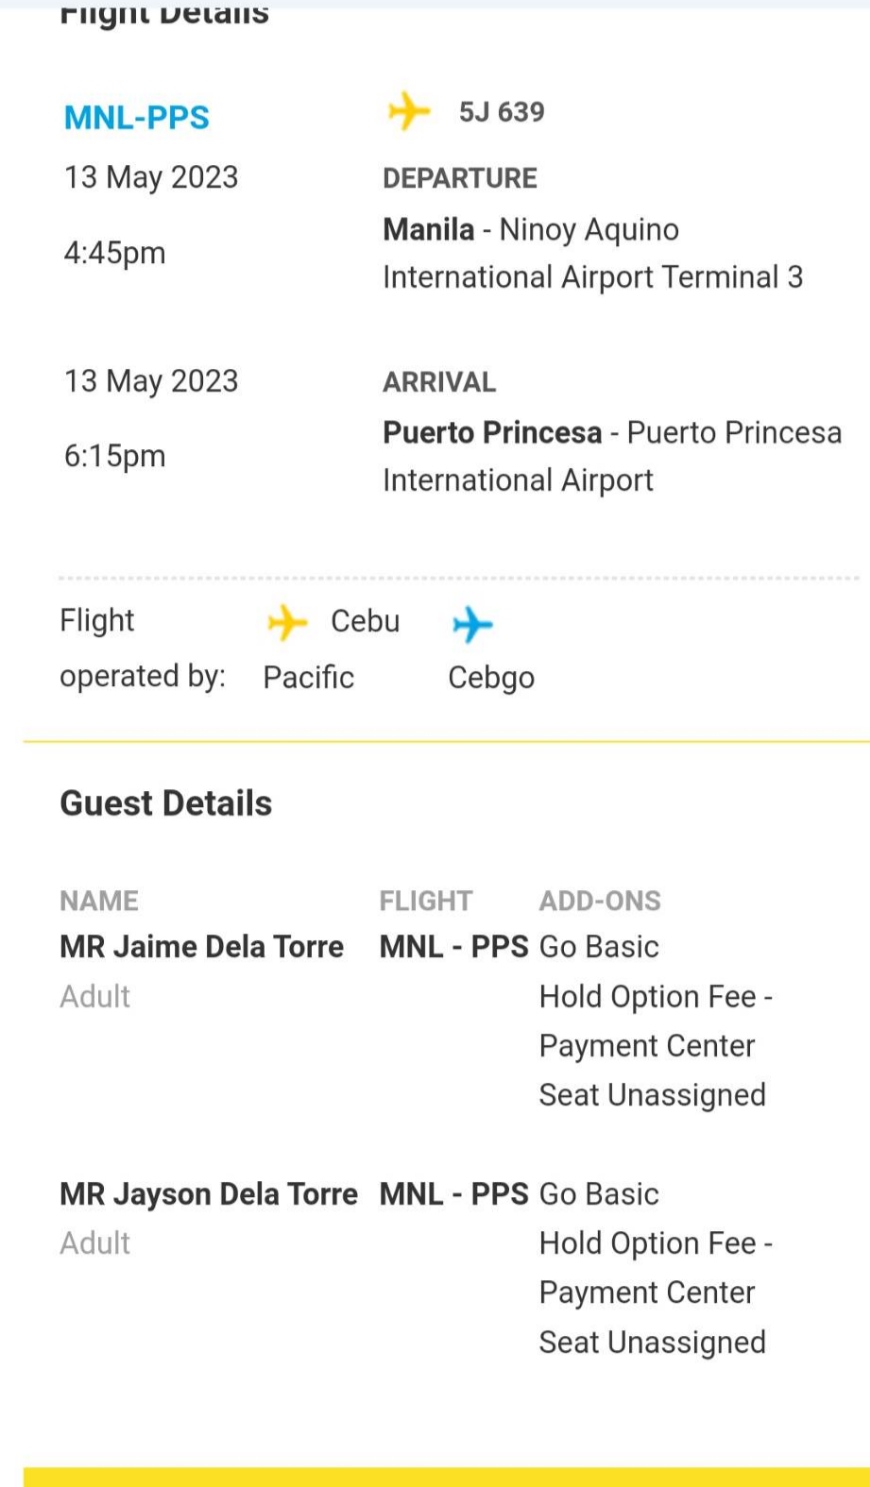 Flight Details
MNL-PPS
5J 639
13 May 2023
DEPARTURE
4:45pm
Manila - Ninoy Aquino
International Airport Terminal 3
13 May 2023
ARRIVAL
6:15pm
Puerto Princesa - Puerto Princesa
International Airport
Flight operated by:
Cebu Pacific
Cebgo
Guest Details
NAME FLIGHT ADD-ONS
MR Jaime Dela Torre MNL - PPS Go Basic
Adult Hold Option Fee -
Payment Center
Seat Unassigned
MR Jayson Dela Torre MNL - PPS Go Basic
Adult Hold Option Fee -
Payment Center
Seat Unassigned